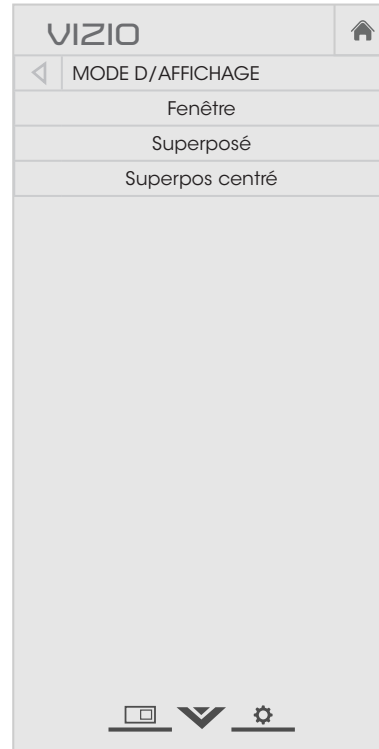 VIZIO
MODE D/AFFICHAGE
Fenêtre
Superposé
Superpos centré